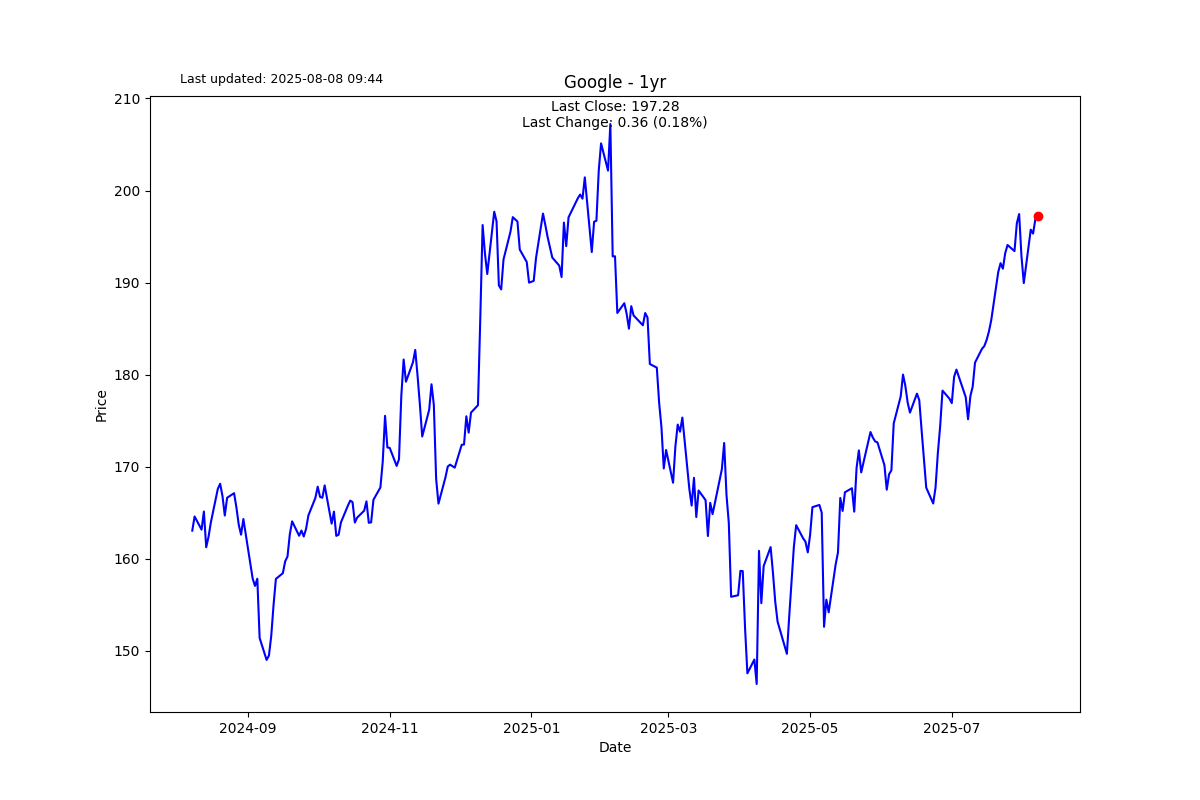 Last updated: 2025-08-08 09:44
Google - 1yr
Last Close: 197.28
Last Change: 0.36 (0.18%)
210
200
190
180
170
160
150
Price
2024-09
2024-11
2025-01
2025-03
2025-05
2025-07
Date